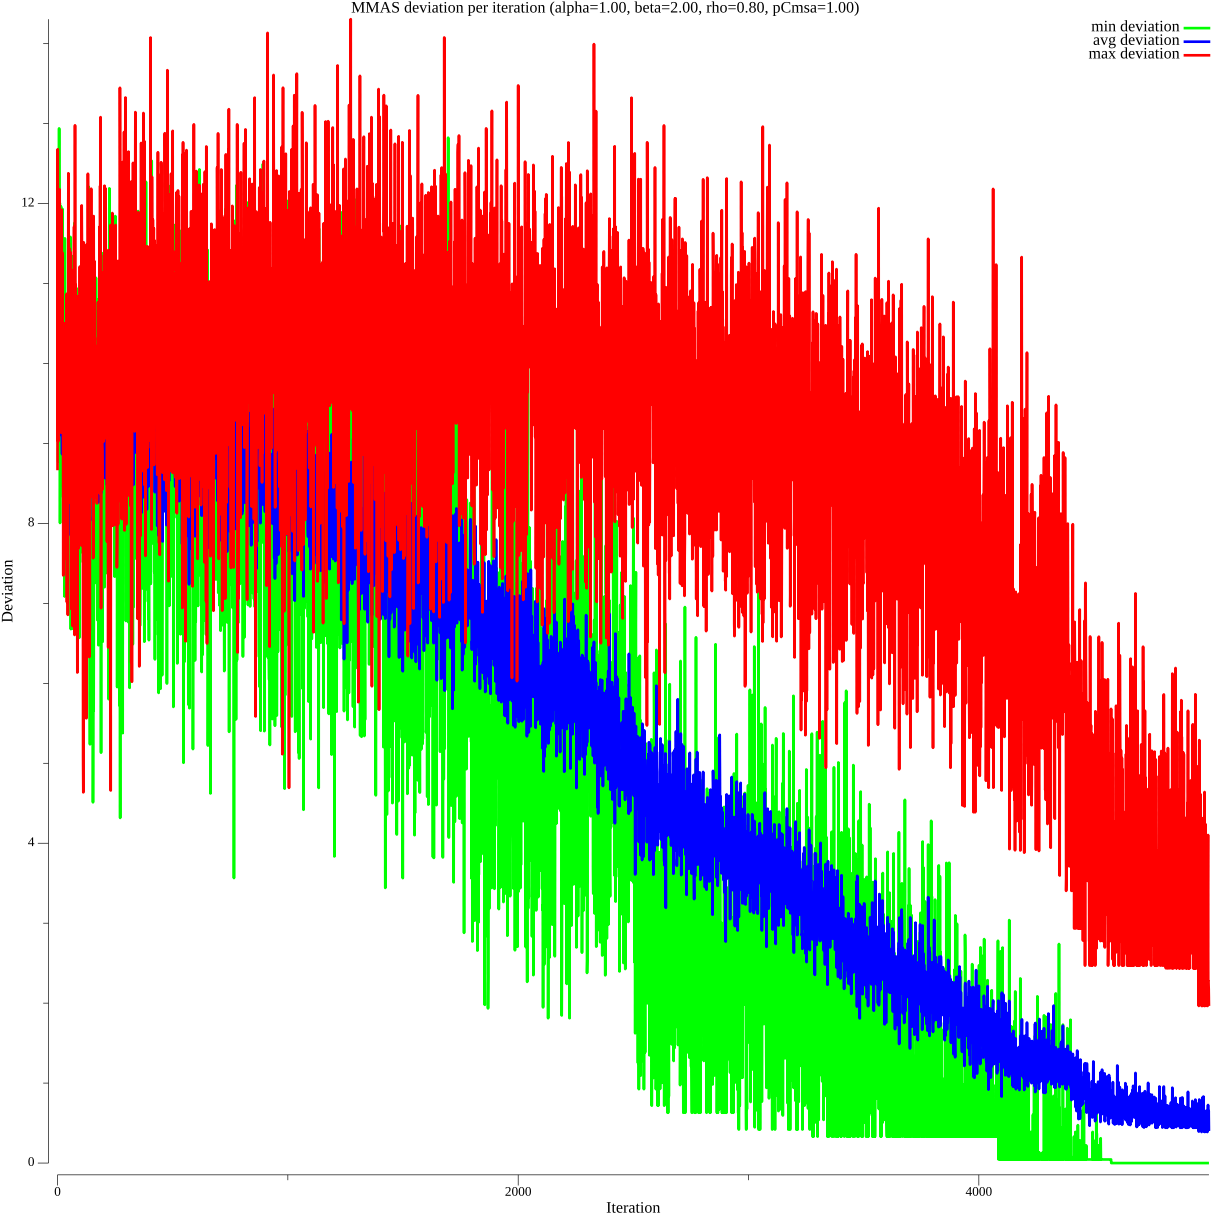 MMAS deviation per iteration (alpha=1.00, beta=2.00, rho=0.80, pCmsa=1.00)
min deviation
avg deviation
max deviation
12
8
4
0
Deviation
0
2000
4000
Iteration